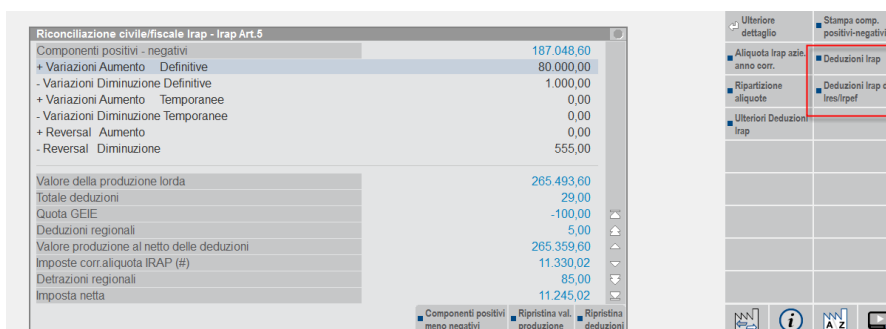 Riconciliazione civile/fiscale Irap - Irap Art.5
Componenti positivi - negativi 187.048,60
+ Variazioni Aumento Definitive 80.000,00
- Variazioni Diminuzione Definitive 1.000,00
+ Variazioni Aumento Temporanee 0,00
- Variazioni Diminuzione Temporanee 0,00
+ Reversal Aumento 0,00
- Reversal Diminuzione 555,00
Valore della produzione lorda 265.493,60
Totale deduzioni 29,00
Quota GEIE -100,00
Deduzioni regionali 5,00
Valore produzione al netto delle deduzioni 265.359,60
Imposte corr.aliquota IRAP (#) 11.330,02
Detrazioni regionali 85,00
Imposta netta 11.245,02
Componenti positivi Ripristina val. Ripristina
meno negativi produzione deduzioni
Ulteriore Stampa comp.
dettaglio positivi-negativi
Aliquota Irap azie. Deduzioni Irap
anno corr.
Ripartizione Deduzioni Irap
aliquote Ires/Irpef
Ulteriori Deduzioni
Irap
i A Z